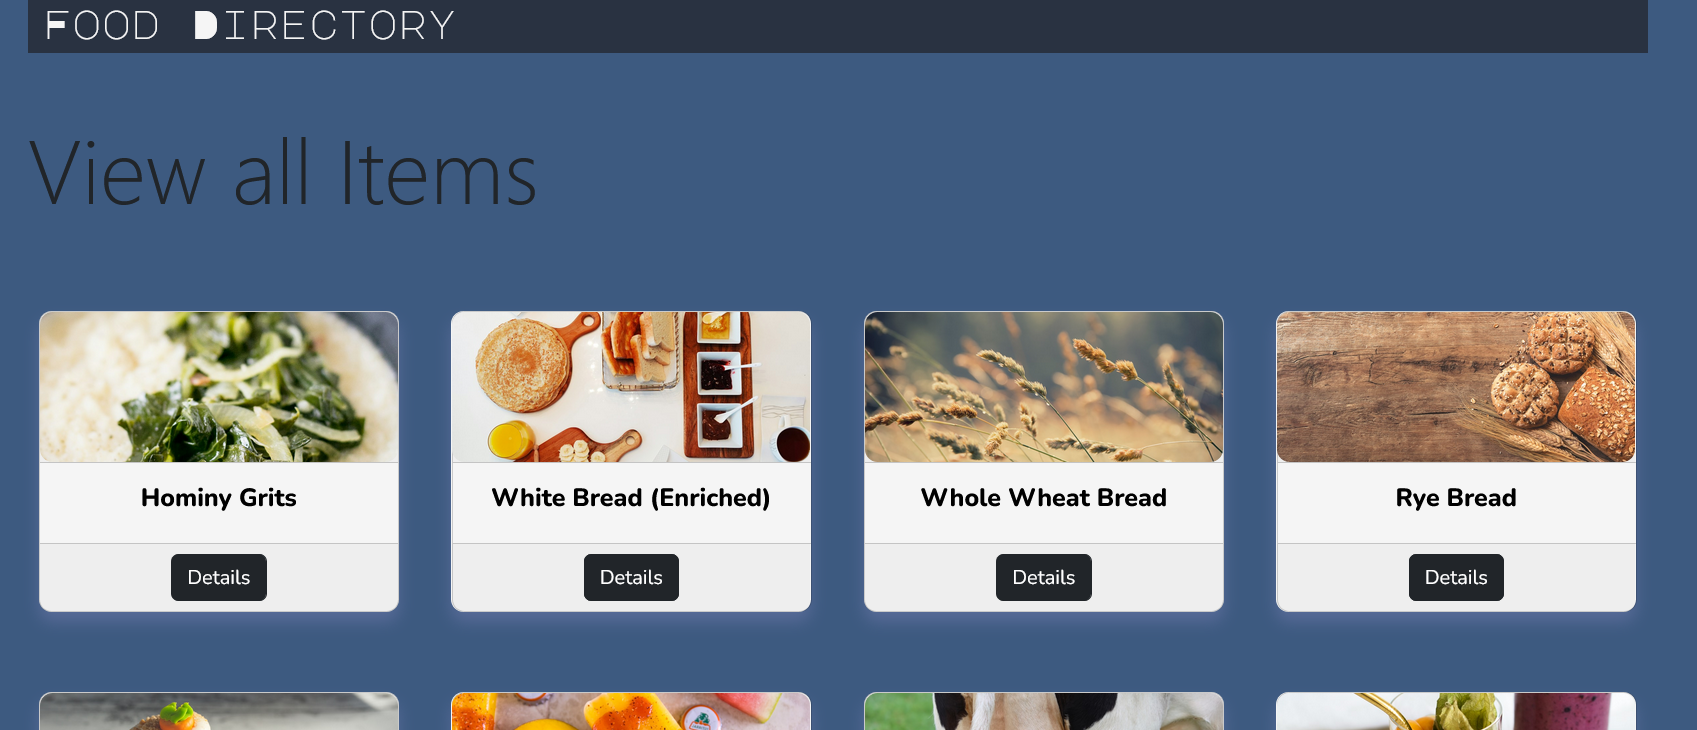 Food Directory
View all Items
Hominy Grits
White Bread (Enriched)
Whole Wheat Bread
Rye Bread
Details
Details
Details
Details